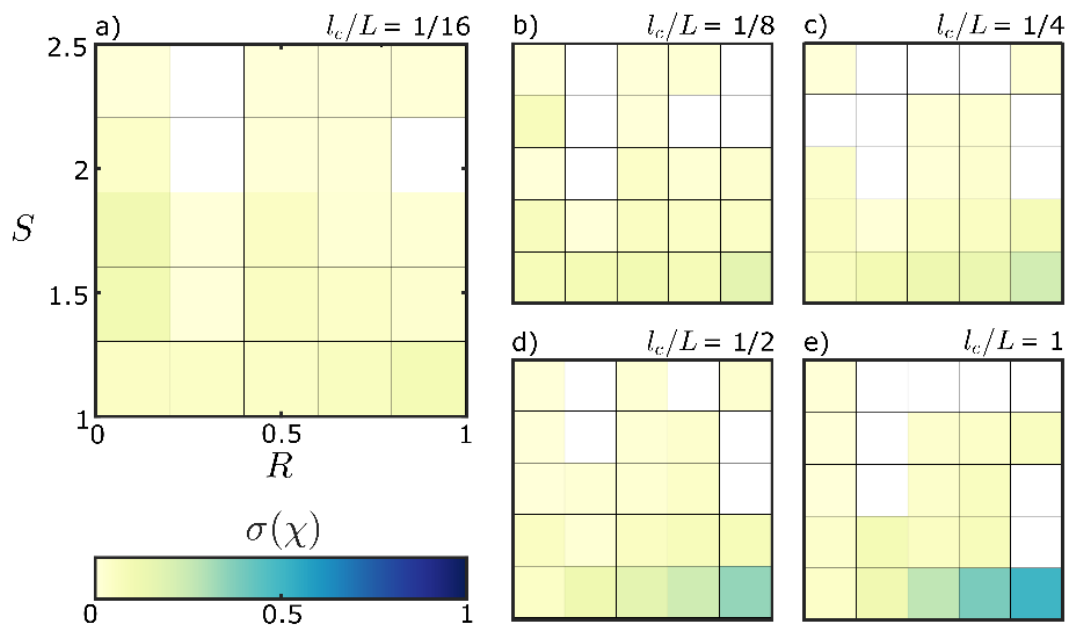 a) l_c/L = 1/16
b) l_c/L = 1/8
c) l_c/L = 1/4
2.5
2
S
1.5
1
0 0.5 1
R
d) l_c/L = 1/2
e) l_c/L = 1
σ(χ)
0 0.5 1